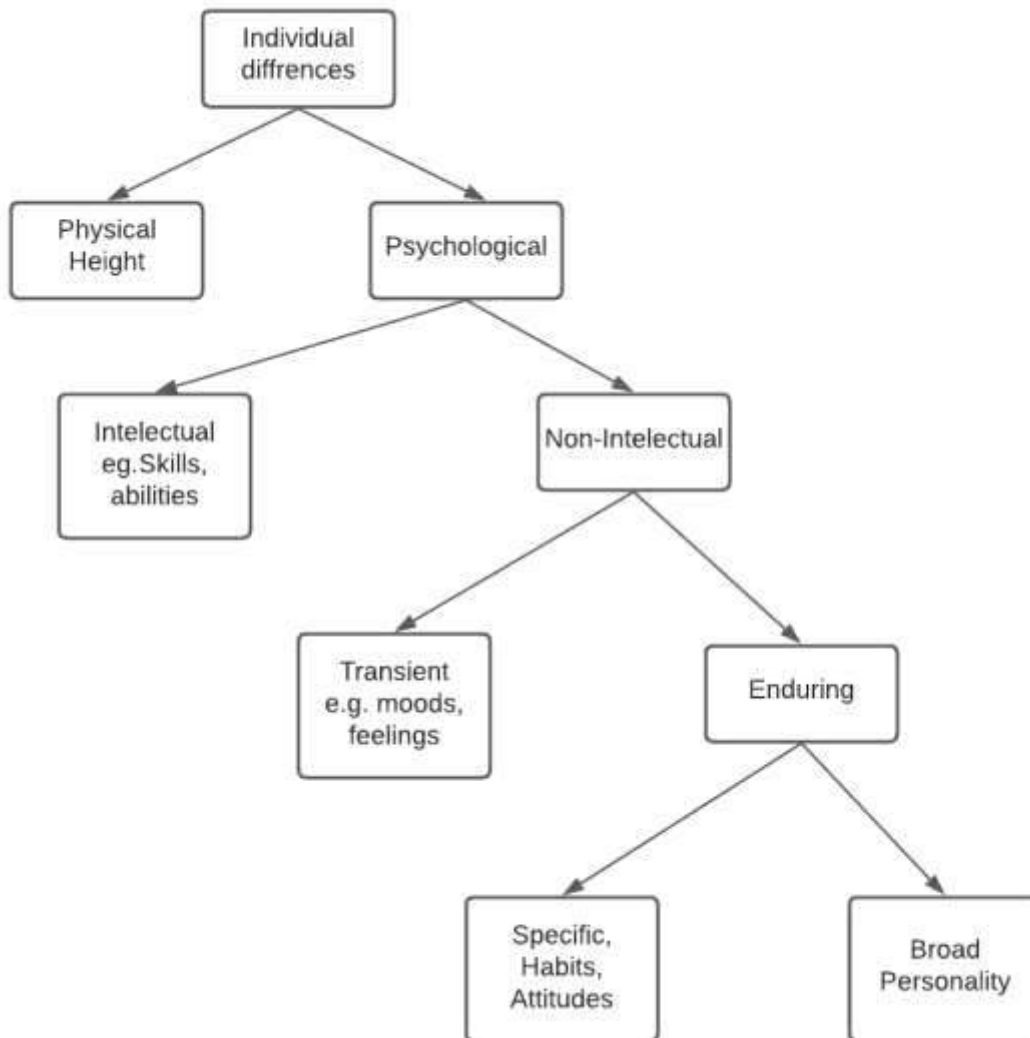 Individual
diffrences
Physical
Height
Psychological
Intelectual
eg.Skills,
abilities
Non-Intelectual
Transient
e.g. moods,
feelings
Enduring
Specific,
Habits,
Attitudes
Broad
Personality